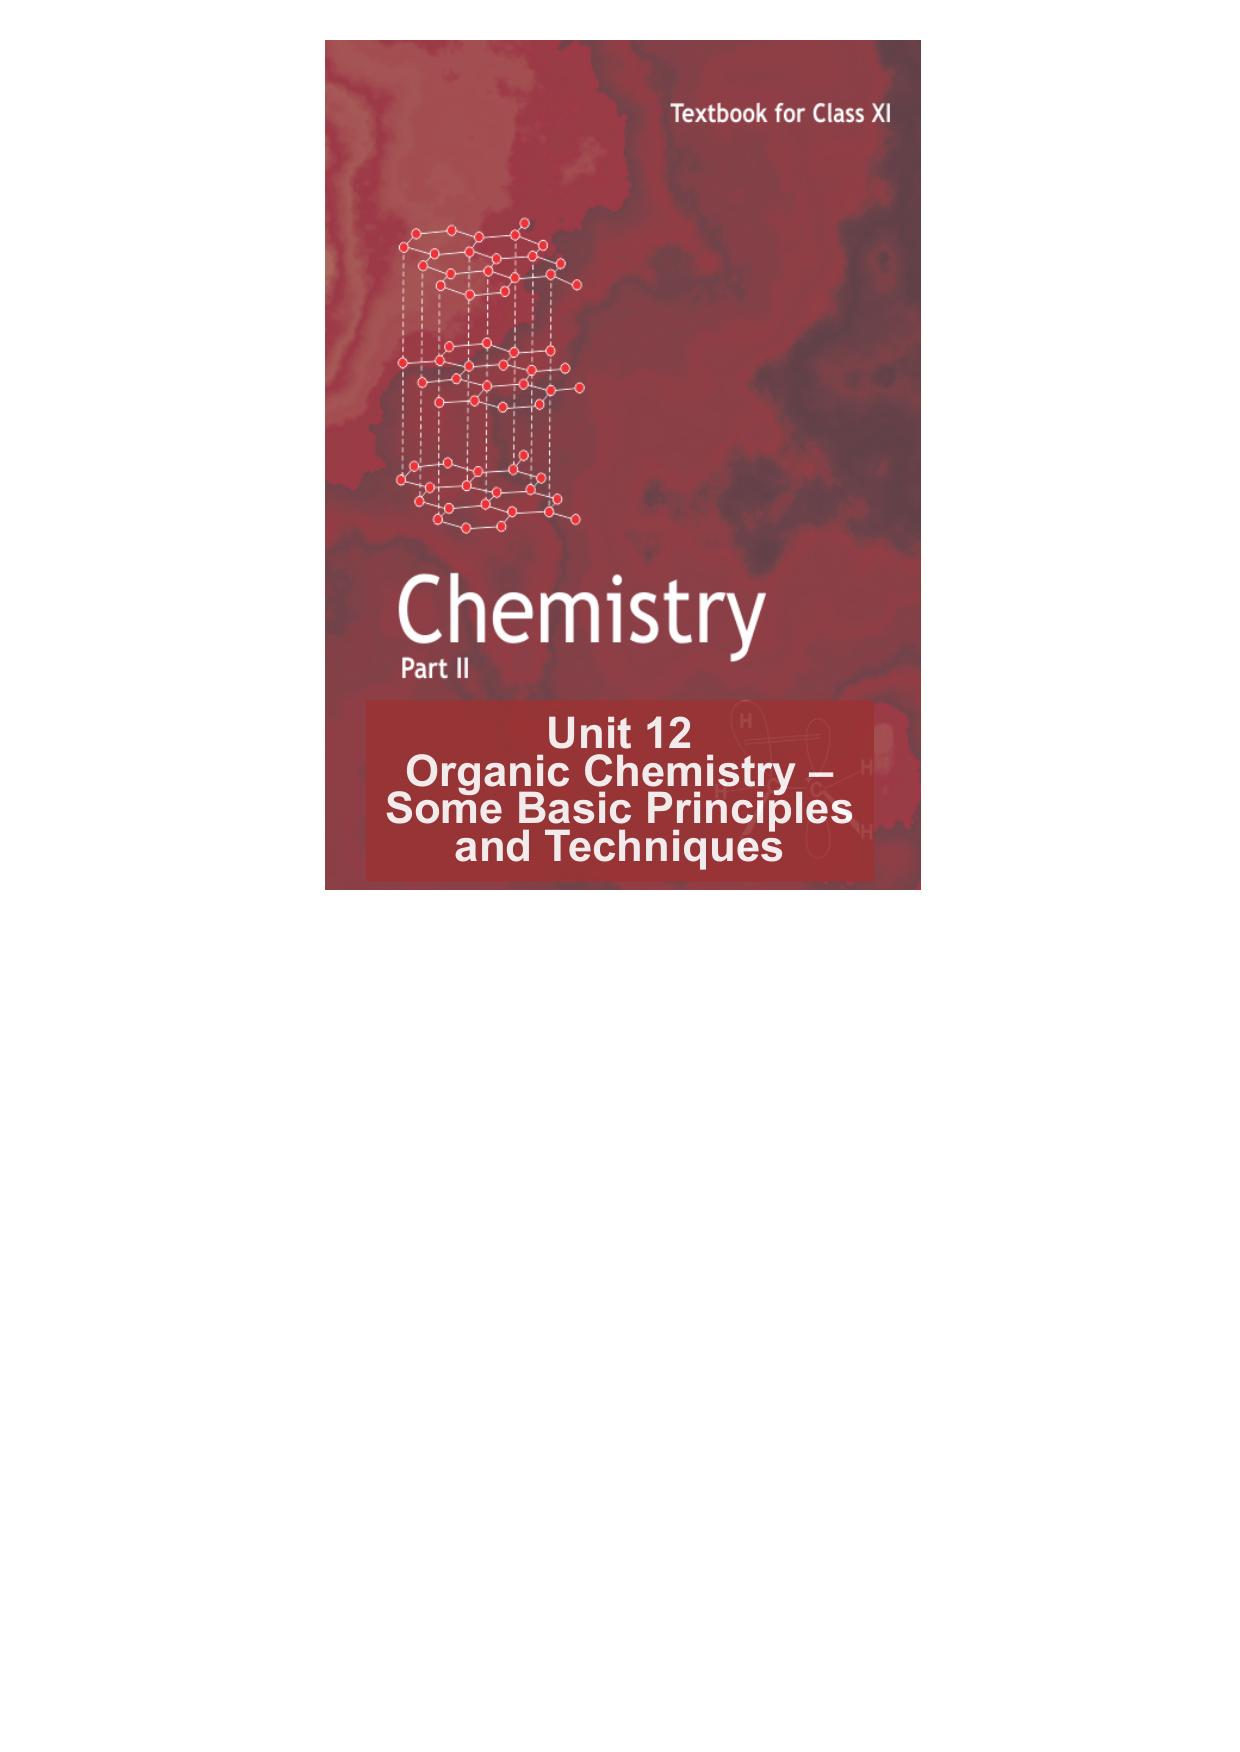 Textbook for Class XI
Chemistry
Part II
Unit 12
Organic Chemistry –
Some Basic Principles
and Techniques
H
H
H
C
C
H